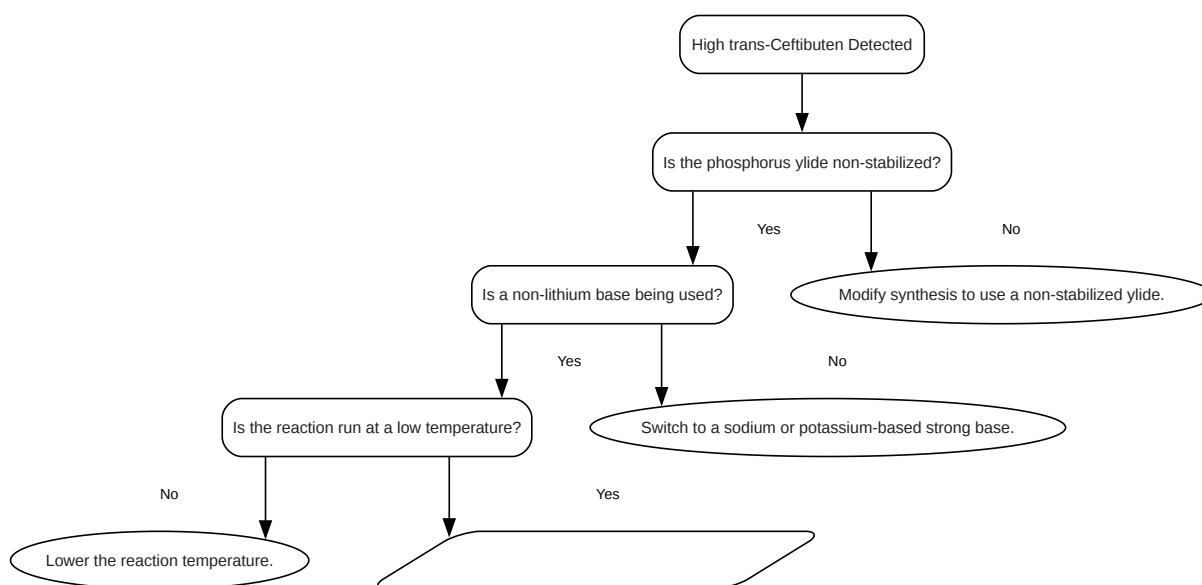 High trans-Ceftibuten Detected
Is the phosphorus ylide non-stabilized?
Yes
No
Is a non-lithium base being used?
Modify synthesis to use a non-stabilized ylide.
Yes
No
Is the reaction run at a low temperature?
Switch to a sodium or potassium-based strong base.
No
Yes
Lower the reaction temperature.